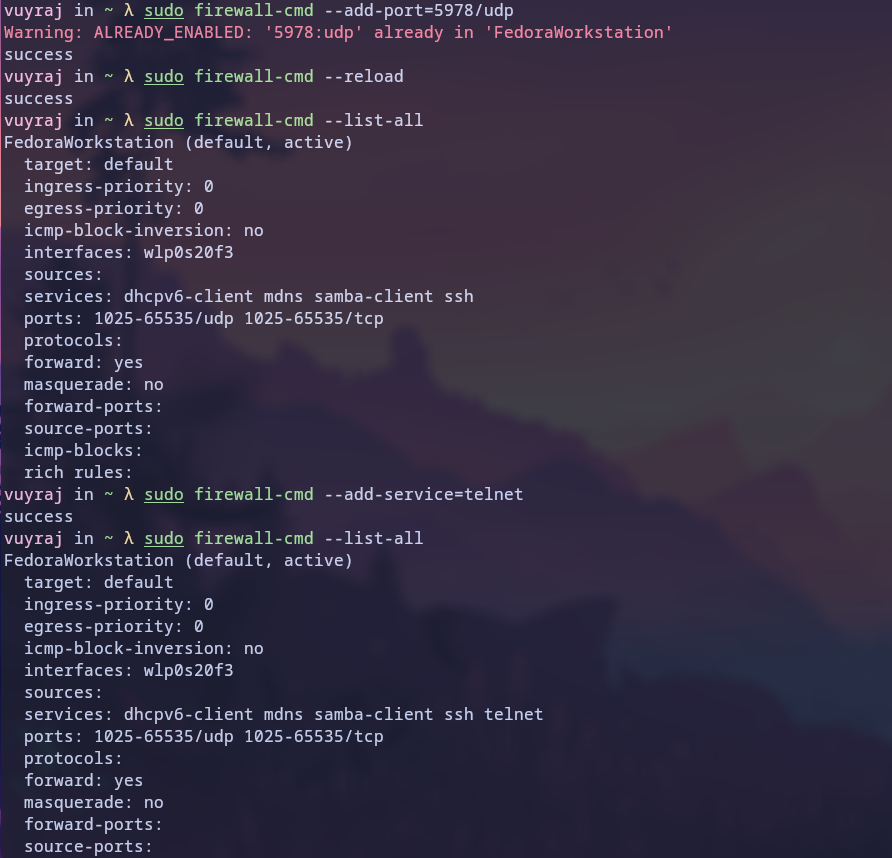 vuyraj in ~ λ sudo firewall-cmd --add-port=5978/udp
Warning: ALREADY_ENABLED: '5978:udp' already in 'FedoraWorkstation'
success
vuyraj in ~ λ sudo firewall-cmd --reload
success
vuyraj in ~ λ sudo firewall-cmd --list-all
FedoraWorkstation (default, active)
  target: default
  ingress-priority: 0
  egress-priority: 0
  icmp-block-inversion: no
  interfaces: wlp0s20f3
  sources:
  services: dhcpv6-client mdns samba-client ssh
  ports: 1025-65535/udp 1025-65535/tcp
  protocols:
  forward: yes
  masquerade: no
  forward-ports:
  source-ports:
  icmp-blocks:
  rich rules:
vuyraj in ~ λ sudo firewall-cmd --add-service=telnet
success
vuyraj in ~ λ sudo firewall-cmd --list-all
FedoraWorkstation (default, active)
  target: default
  ingress-priority: 0
  egress-priority: 0
  icmp-block-inversion: no
  interfaces: wlp0s20f3
  sources:
  services: dhcpv6-client mdns samba-client ssh telnet
  ports: 1025-65535/udp 1025-65535/tcp
  protocols:
  forward: yes
  masquerade: no
  forward-ports:
  source-ports: